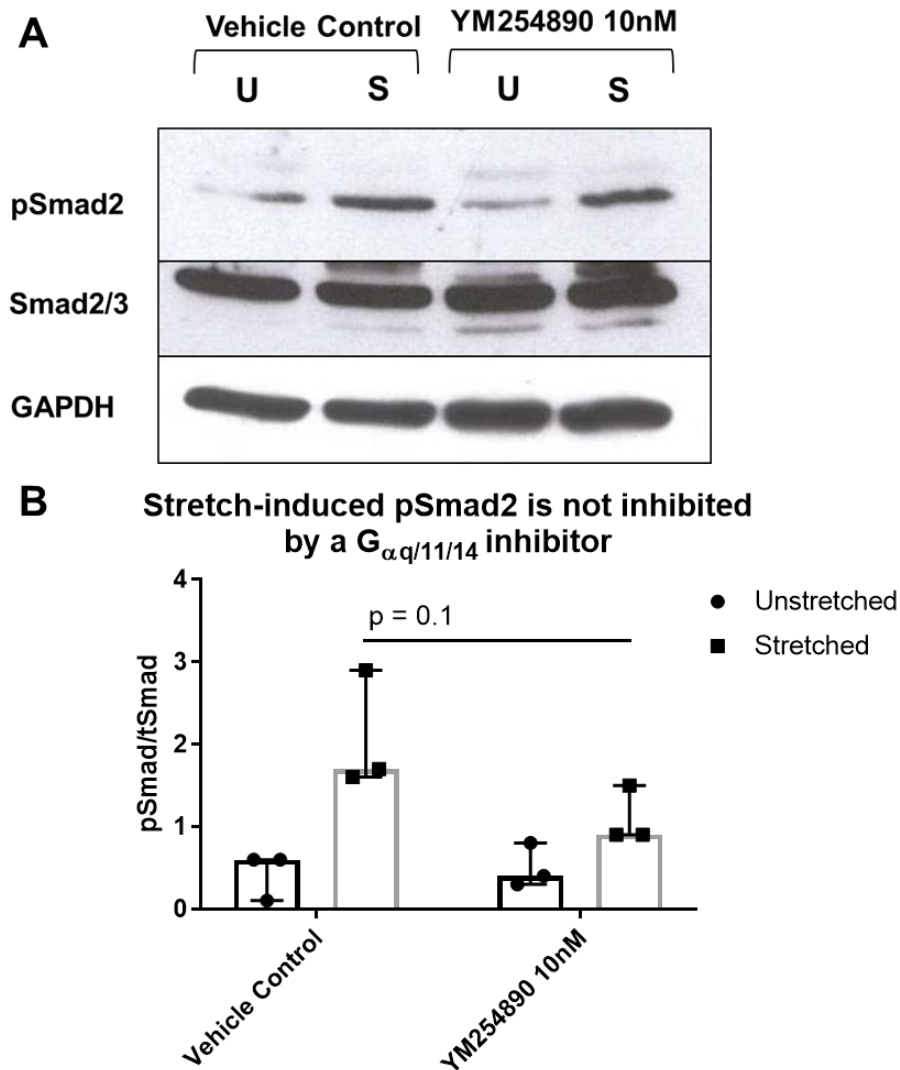 A
Vehicle Control YM254890 10nM
U S U S
pSmad2
Smad2/3
GAPDH
B
Stretch-induced pSmad2 is not inhibited
by a Gαq/11/14 inhibitor
4
3
2
1
0
pSmad/tSmad
p = 0.1
Unstretched
Stretched
Vehicle Control
YM254890 10nM